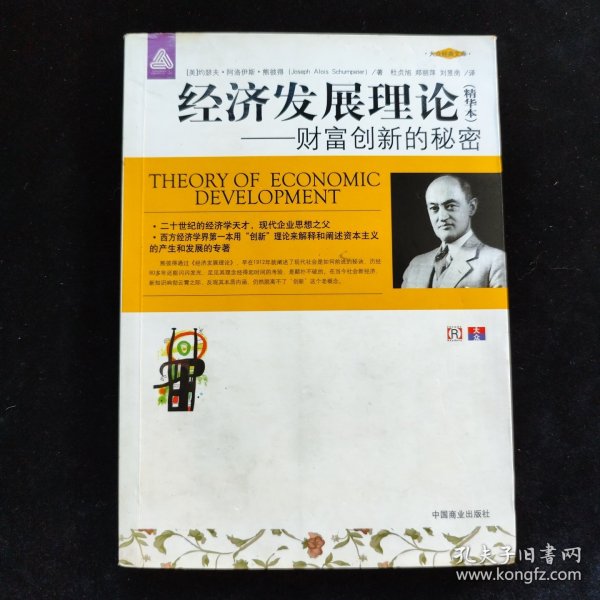 ·大众经典文库·
[美]约瑟夫·阿洛伊斯·熊彼得 (Joseph Alois Schumpeter) /著 杜贞旭 郑丽萍 刘昱岗 /译
经济发展理论(精华本)
——财富创新的秘密
THEORY OF ECONOMIC
DEVELOPMENT
·二十世纪的经济学天才,现代企业思想之父
·西方经济学界第一本用“创新”理论来解释和阐述资本主义
的产生和发展的专著
R
大众
中国商业出版社
孔夫子旧书网
www.kongfz.com